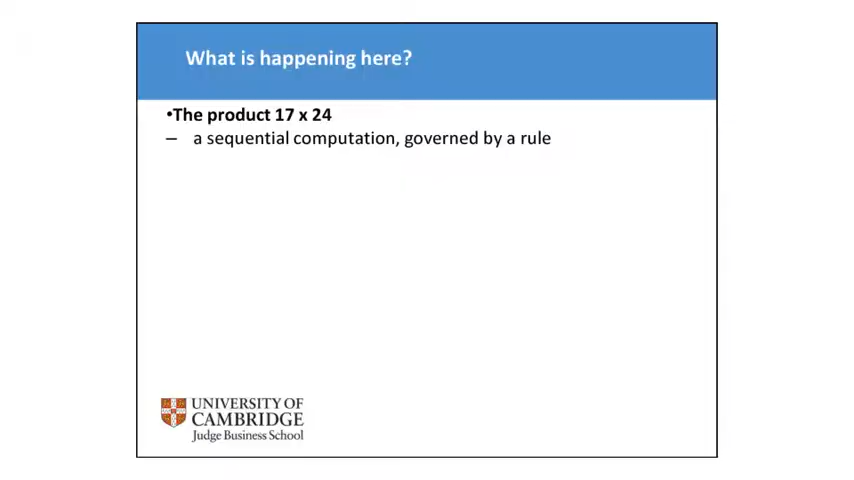 What is happening here?
•The product 17 x 24
– a sequential computation, governed by a rule
UNIVERSITY OF
CAMBRIDGE
Judge Business School